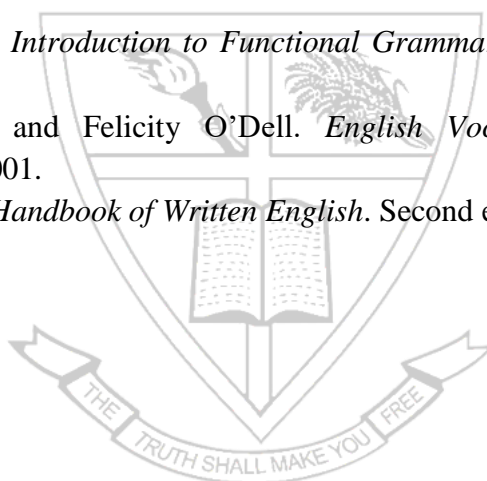 Introduction to Functional Gramma
and Felicity O’Dell. English Vo
001.
Handbook of Written English. Second e
THE TRUTH SHALL MAKE YOU FREE